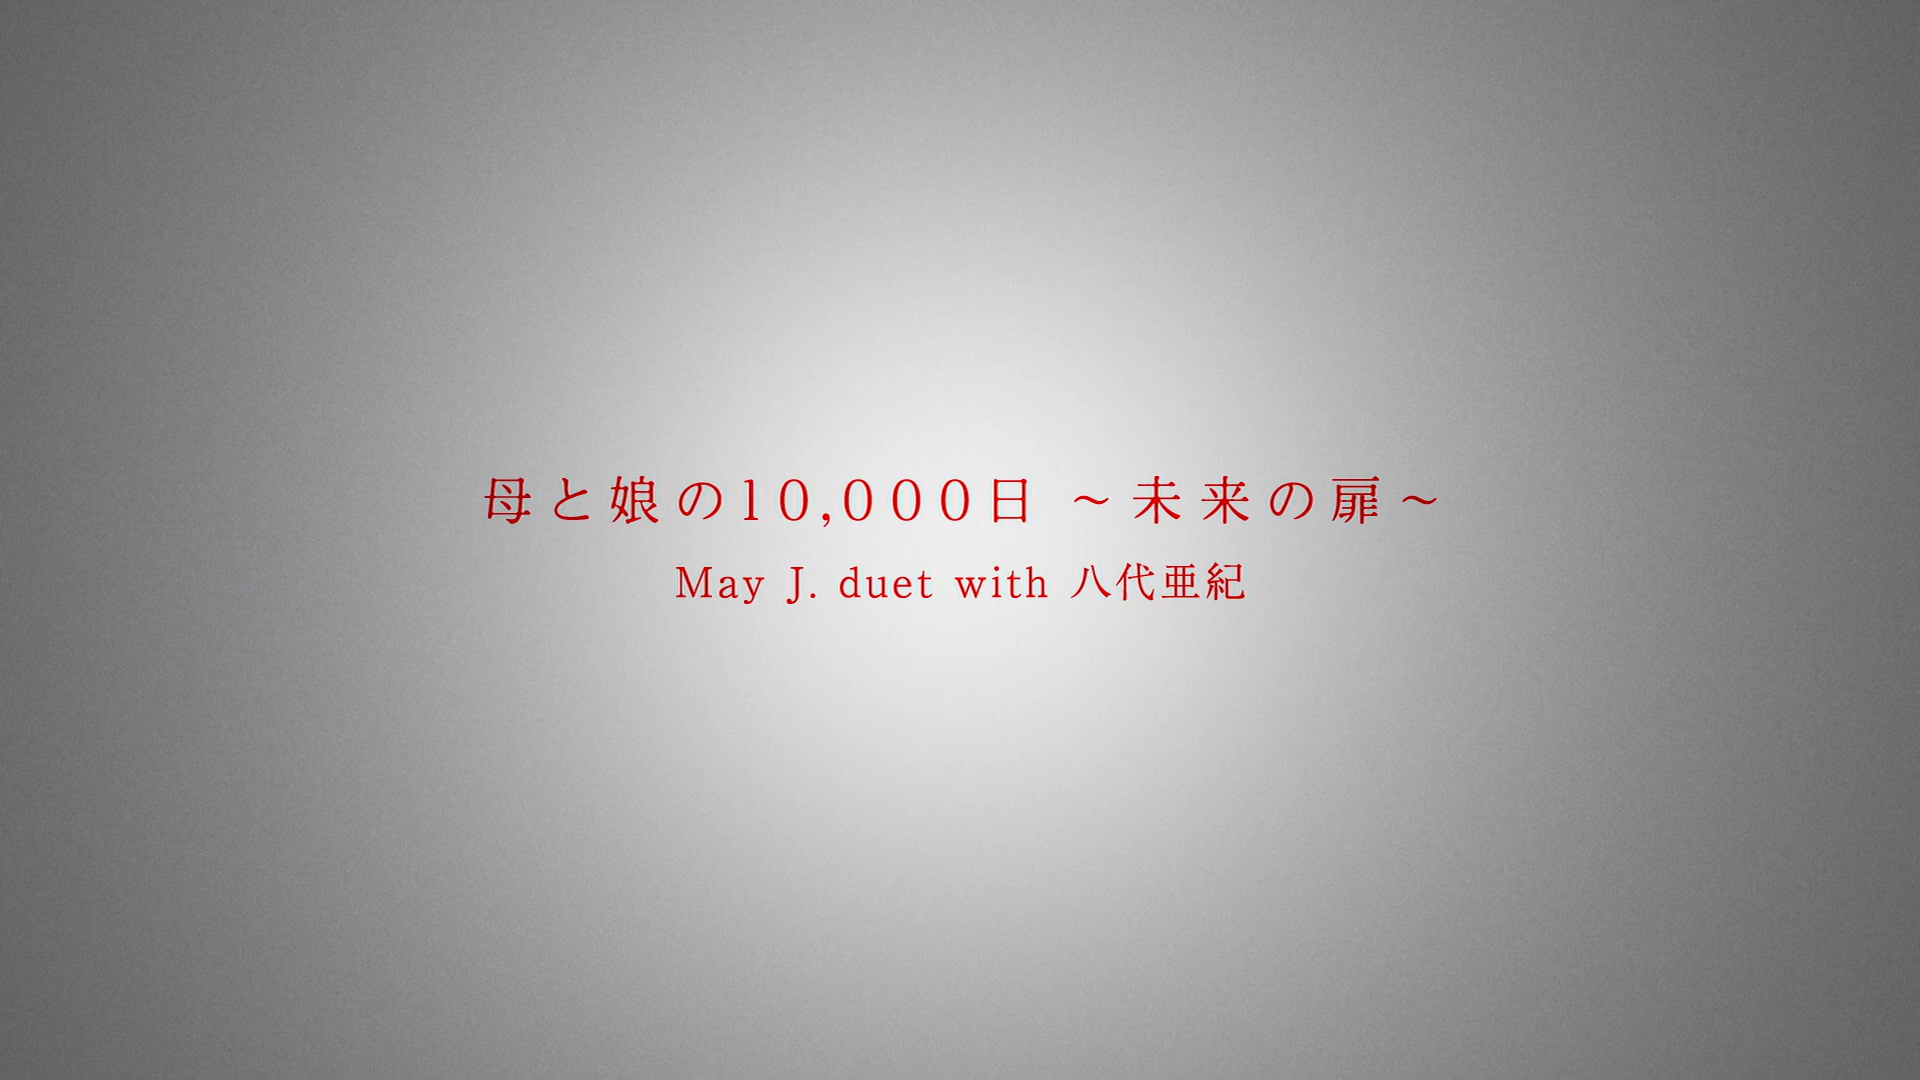 母と娘の10,000日 ~未来の扉~
May J. duet with 八代亜紀